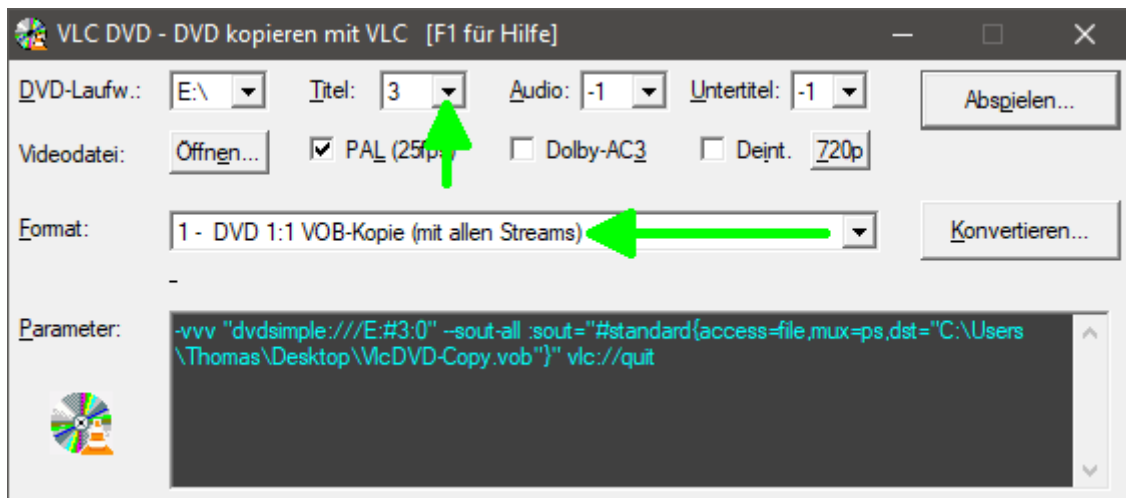 VLC DVD - DVD kopieren mit VLC [F1 für Hilfe]
DVD-Laufw.: E:\ Titel: 3 Audio: -1 Untertitel: -1 Abspielen...
Videodatei: Öffnen... PAL (25fps) Dolby-AC3 Deint. 720p
Format: 1 - DVD 1:1 VOB-Kopie (mit allen Streams) Konvertieren...
-
Parameter: -vvv "dvdsimple:///E:#3:0" --sout-all :sout="#standard{access=file,mux=ps,dst="C:\Users
\Thomas\Desktop\VlcDVD-Copy.vob"}" vlc://quit